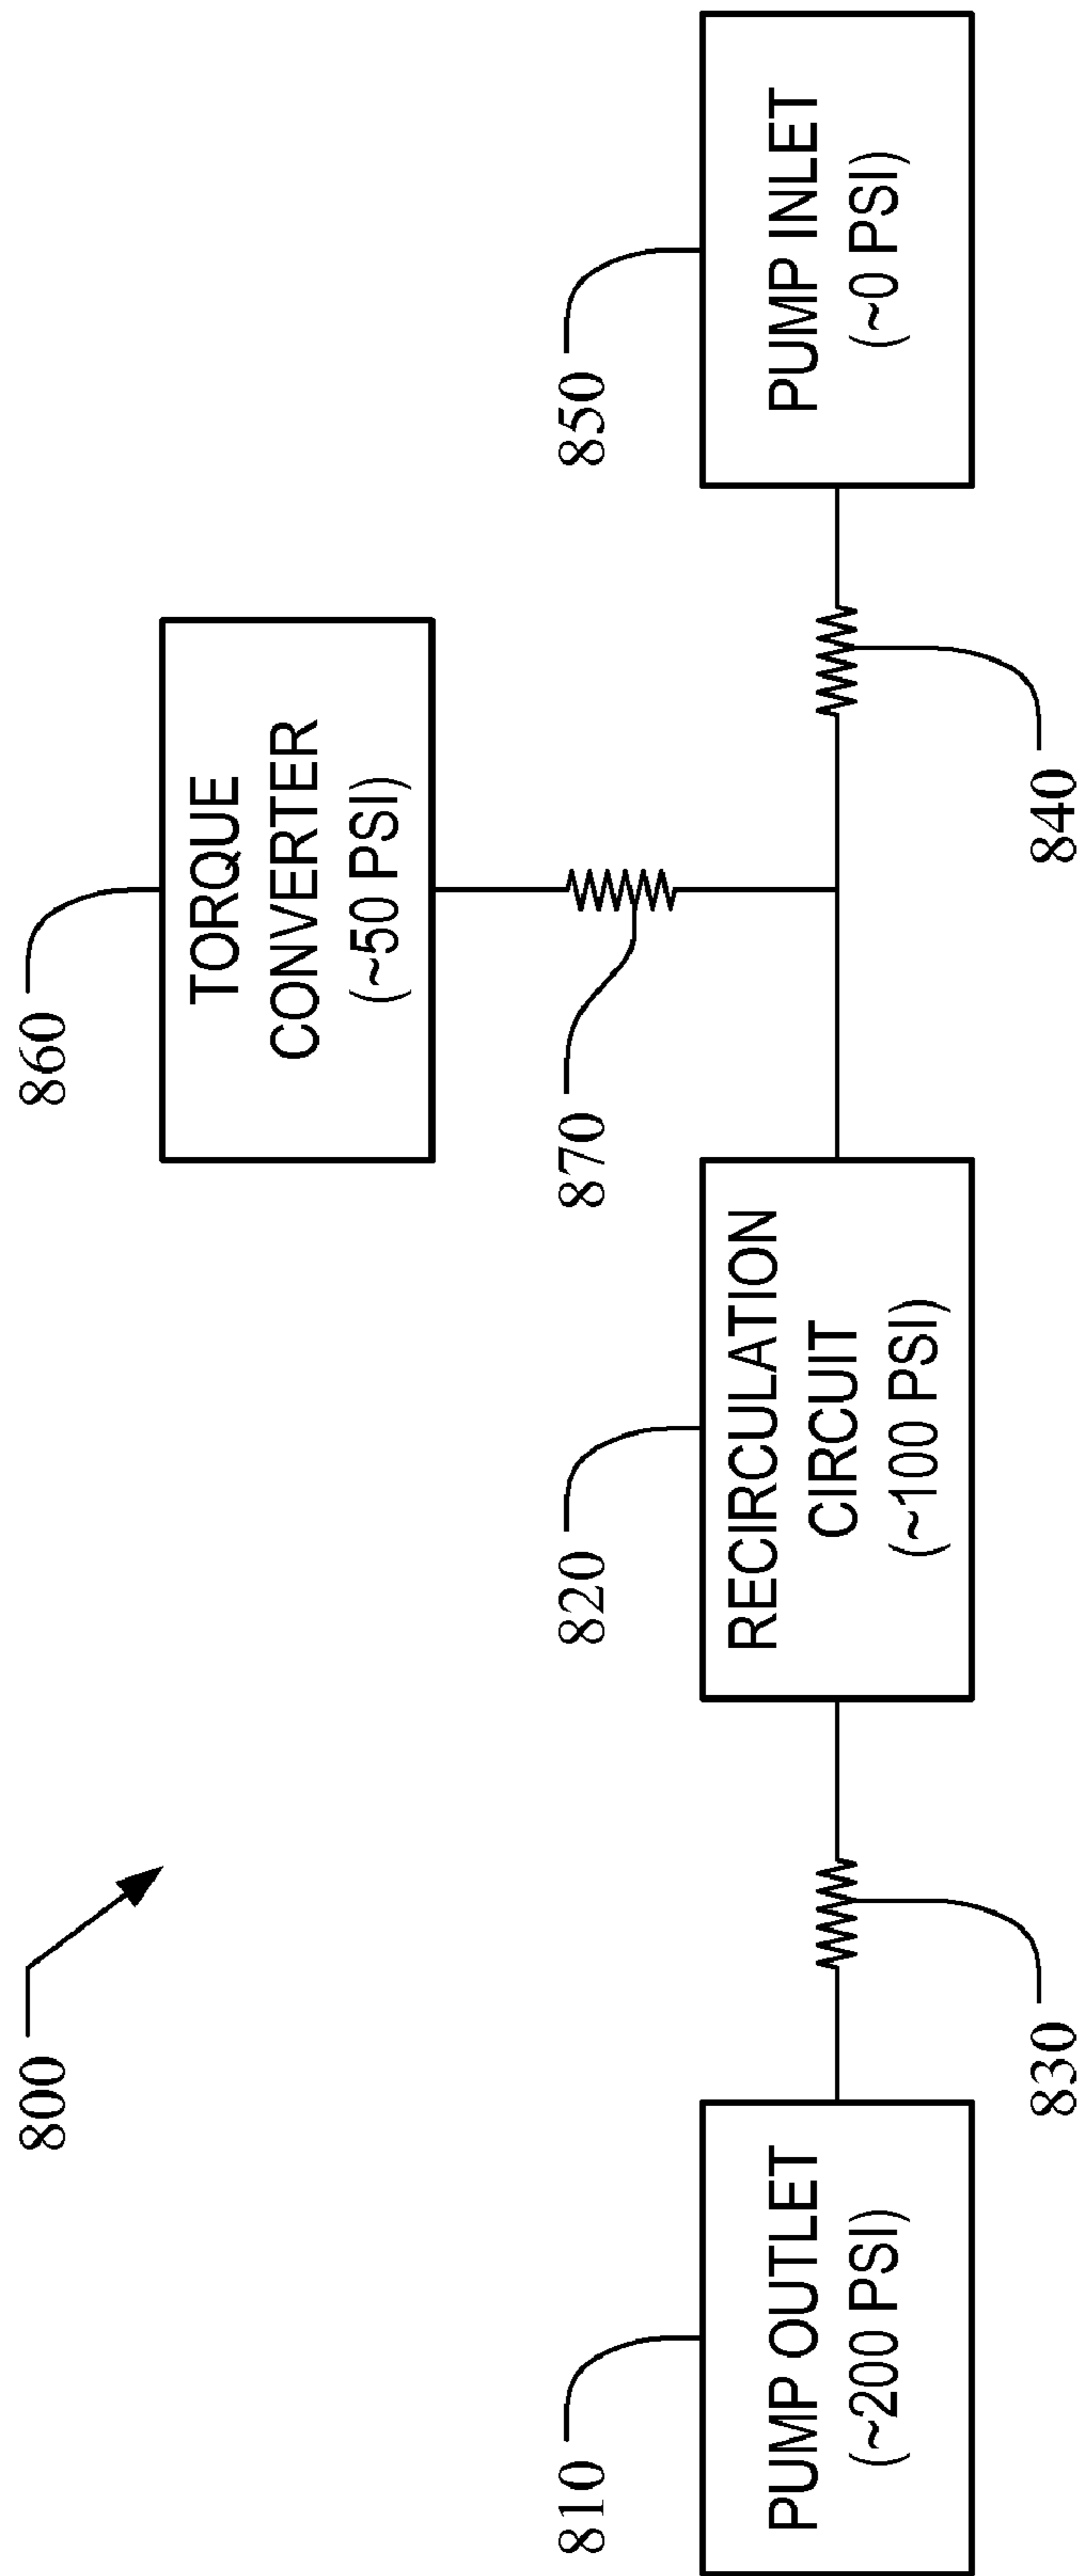 800
860
TORQUE
CONVERTER
(~50 PSI)
870
810
820
850
PUMP OUTLET
(~200 PSI)
RECIRCULATION
CIRCUIT
(~100 PSI)
PUMP INLET
(~0 PSI)
830
840